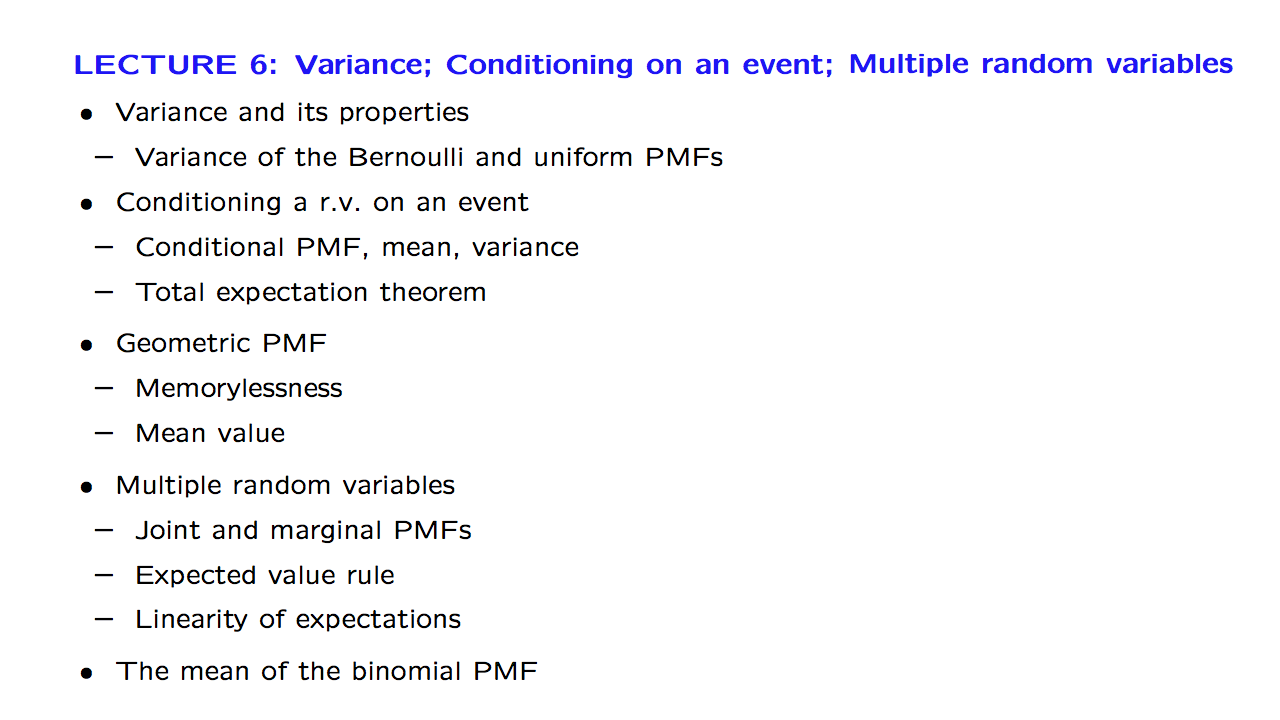 LECTURE 6: Variance; Conditioning on an event; Multiple random variables
• Variance and its properties
– Variance of the Bernoulli and uniform PMFs
• Conditioning a r.v. on an event
– Conditional PMF, mean, variance
– Total expectation theorem
• Geometric PMF
– Memorylessness
– Mean value
• Multiple random variables
– Joint and marginal PMFs
– Expected value rule
– Linearity of expectations
• The mean of the binomial PMF